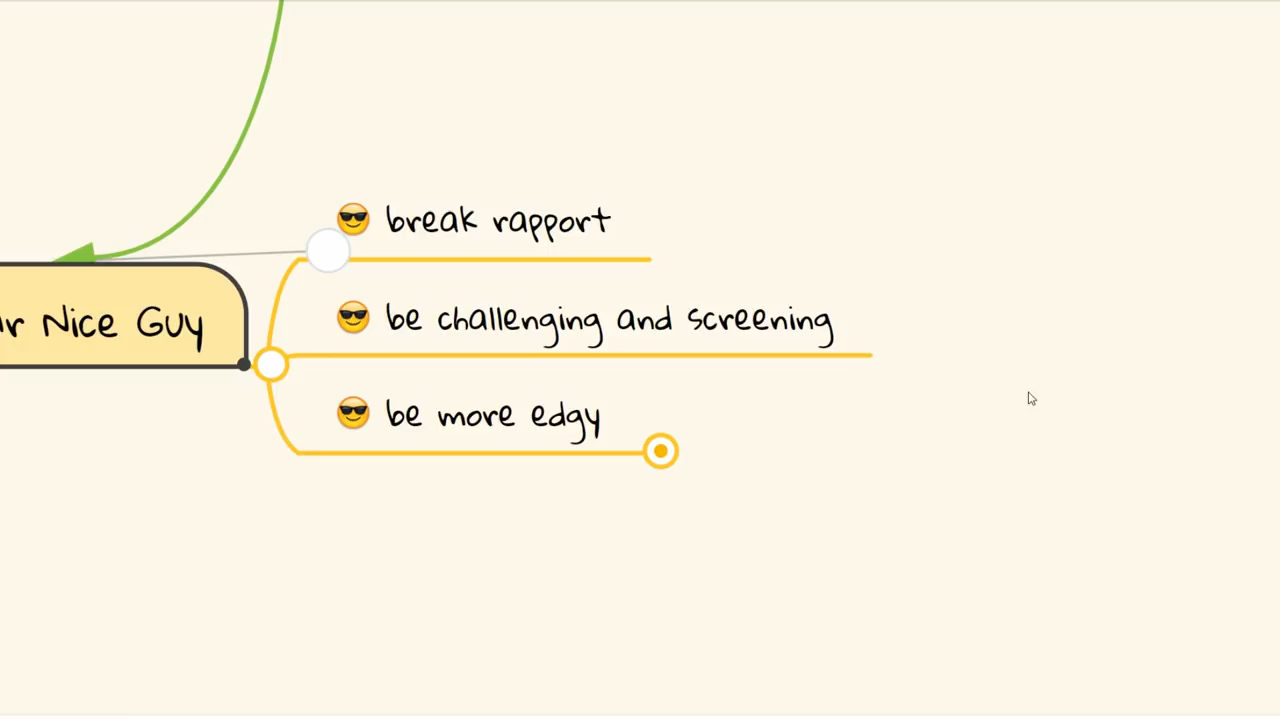 😎 break rapport
Nice Guy
😎 be challenging and screening
😎 be more edgy